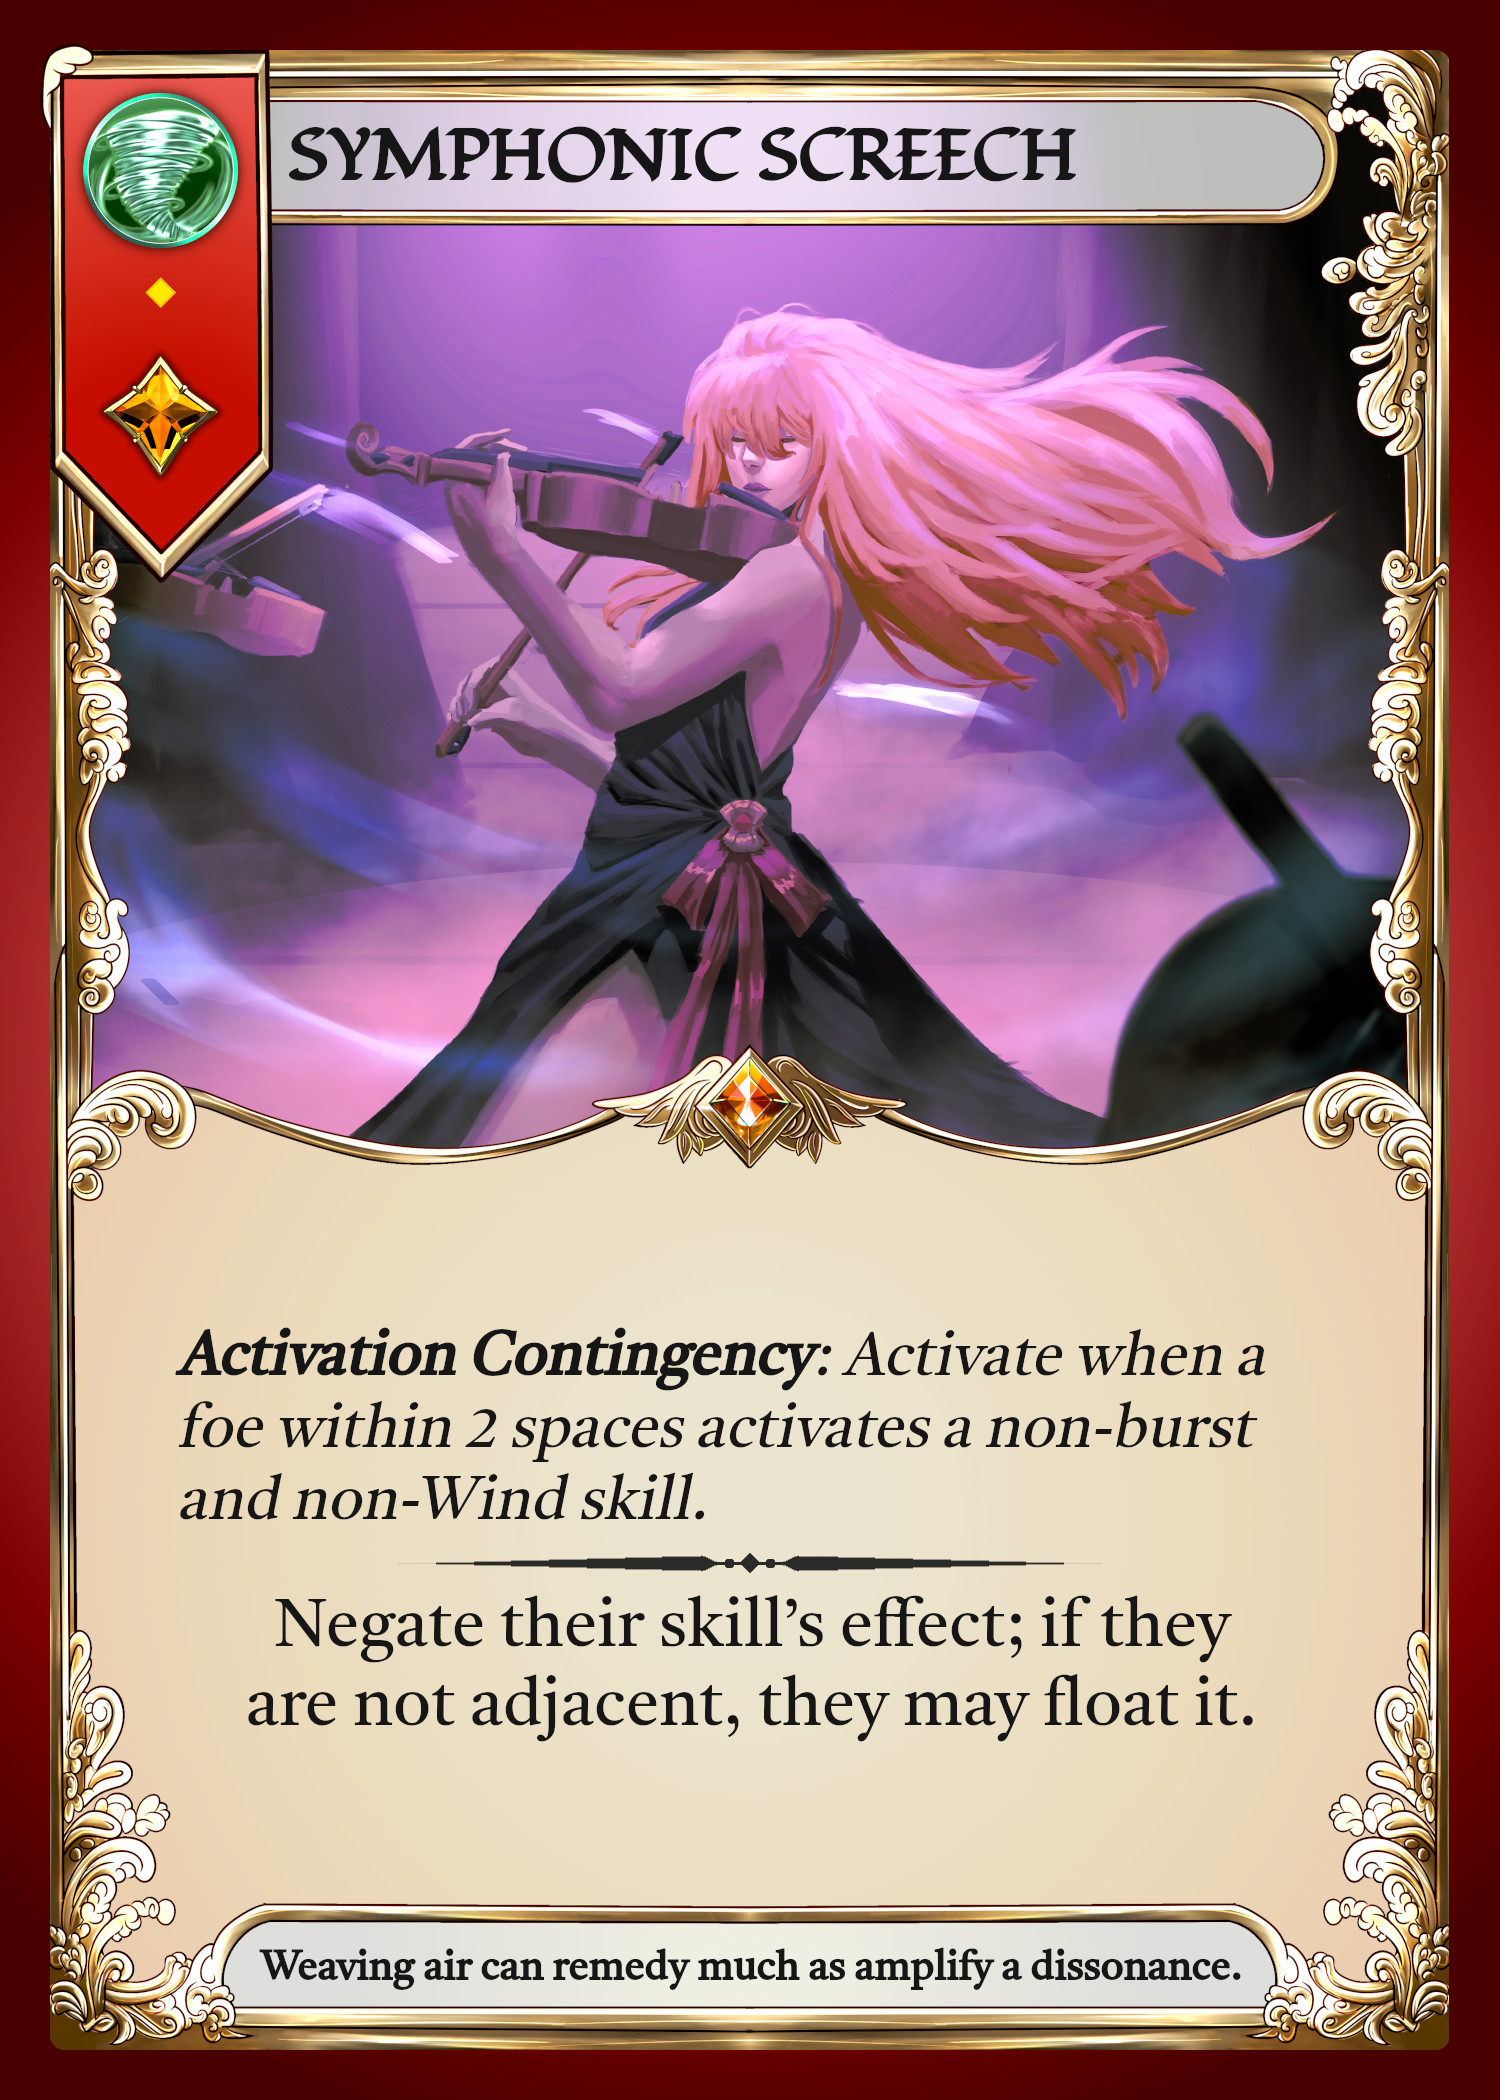 SYMPHONIC SCREECH
Activation Contingency: Activate when a
foe within 2 spaces activates a non-burst
and non-Wind skill.
Negate their skill’s effect; if they
are not adjacent, they may float it.
Weaving air can remedy much as amplify a dissonance.